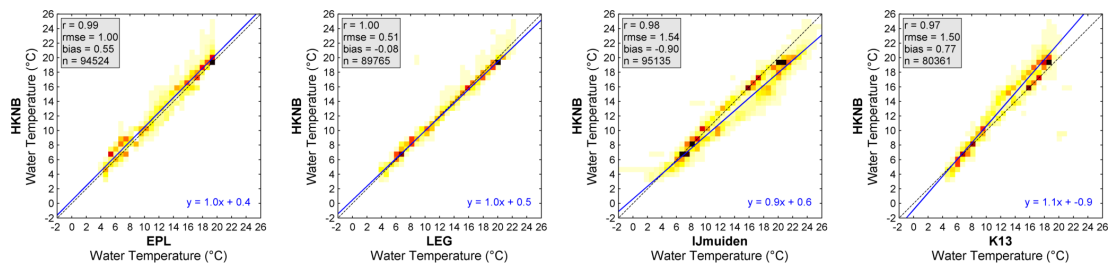 r = 0.99
rmse = 1.00
bias = 0.55
n = 94524
y = 1.0x + 0.4
26
24
22
20
18
16
14
12
10
8
6
4
2
0
-2
HKNB
Water Temperature (°C)
-2 0 2 4 6 8 10 12 14 16 18 20 22 24 26
EPL
Water Temperature (°C)
r = 1.00
rmse = 0.51
bias = -0.08
n = 89765
y = 1.0x + 0.5
26
24
22
20
18
16
14
12
10
8
6
4
2
0
-2
HKNB
Water Temperature (°C)
-2 0 2 4 6 8 10 12 14 16 18 20 22 24 26
LEG
Water Temperature (°C)
r = 0.98
rmse = 1.54
bias = -0.90
n = 95135
y = 0.9x + 0.6
26
24
22
20
18
16
14
12
10
8
6
4
2
0
-2
HKNB
Water Temperature (°C)
-2 0 2 4 6 8 10 12 14 16 18 20 22 24 26
IJmuiden
Water Temperature (°C)
r = 0.97
rmse = 1.50
bias = 0.77
n = 80361
y = 1.1x + -0.9
26
24
22
20
18
16
14
12
10
8
6
4
2
0
-2
HKNB
Water Temperature (°C)
-2 0 2 4 6 8 10 12 14 16 18 20 22 24 26
K13
Water Temperature (°C)